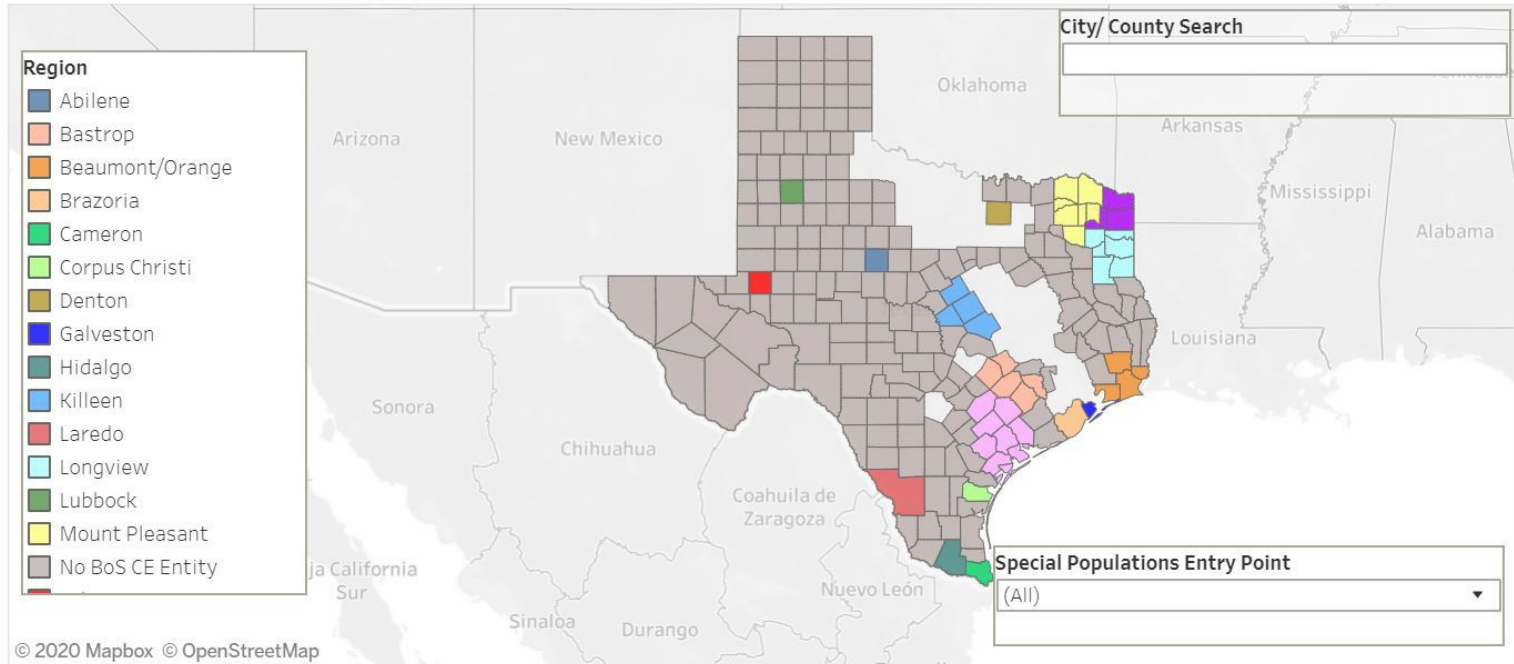 City/ County Search
Region
Abilene
Bastrop
Beaumont/Orange
Brazoria
Cameron
Corpus Christi
Denton
Galveston
Hidalgo
Killeen
Laredo
Longview
Lubbock
Mount Pleasant
No BoS CE Entity
Oklahoma
Arizona
New Mexico
Arkansas
Mississippi
Alabama
Louisiana
Sonora
Chihuahua
Coahuila de
Zaragoza
ja California
Sur
Nuevo León
Sinaloa
Durango
Special Populations Entry Point
(All)
© 2020 Mapbox © OpenStreetMap